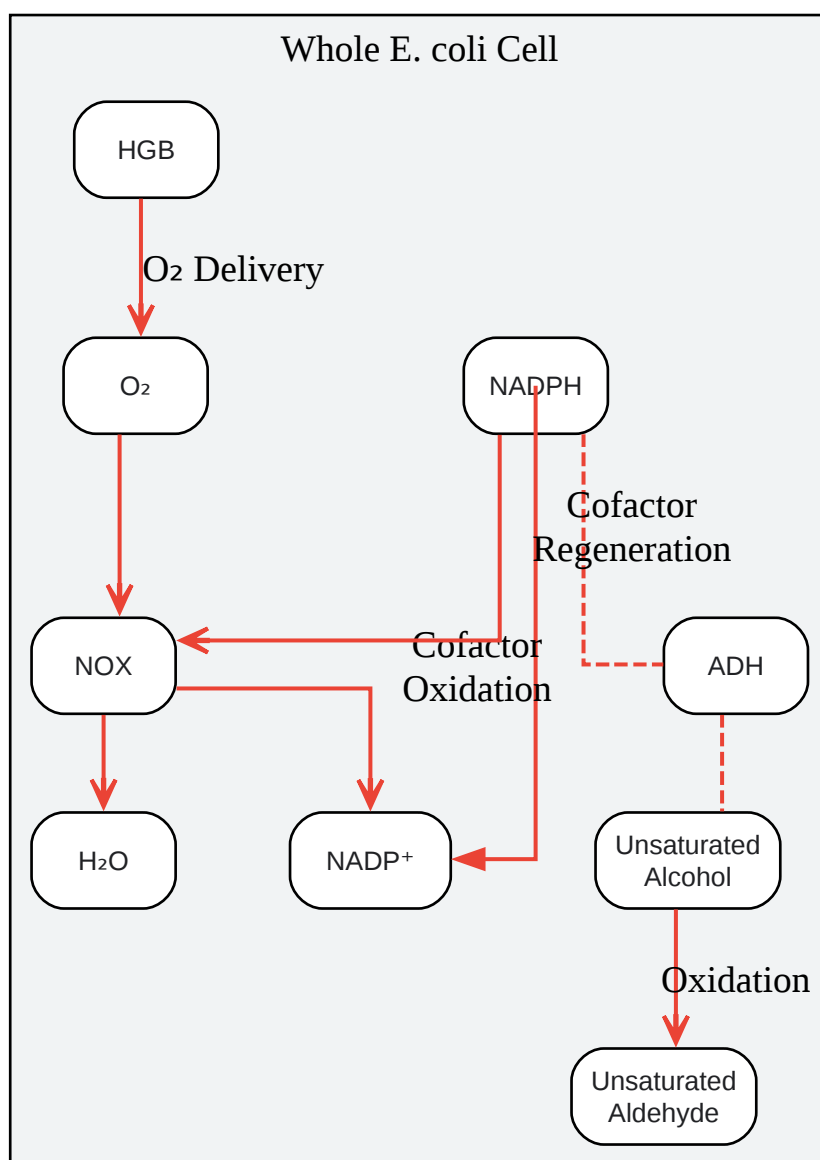 Whole E. coli Cell
HGB
O₂ Delivery
O₂
NADPH
Cofactor
Regeneration
NOX
Cofactor
Oxidation
ADH
H₂O
NADP⁺
Unsaturated
Alcohol
Oxidation
Unsaturated
Aldehyde